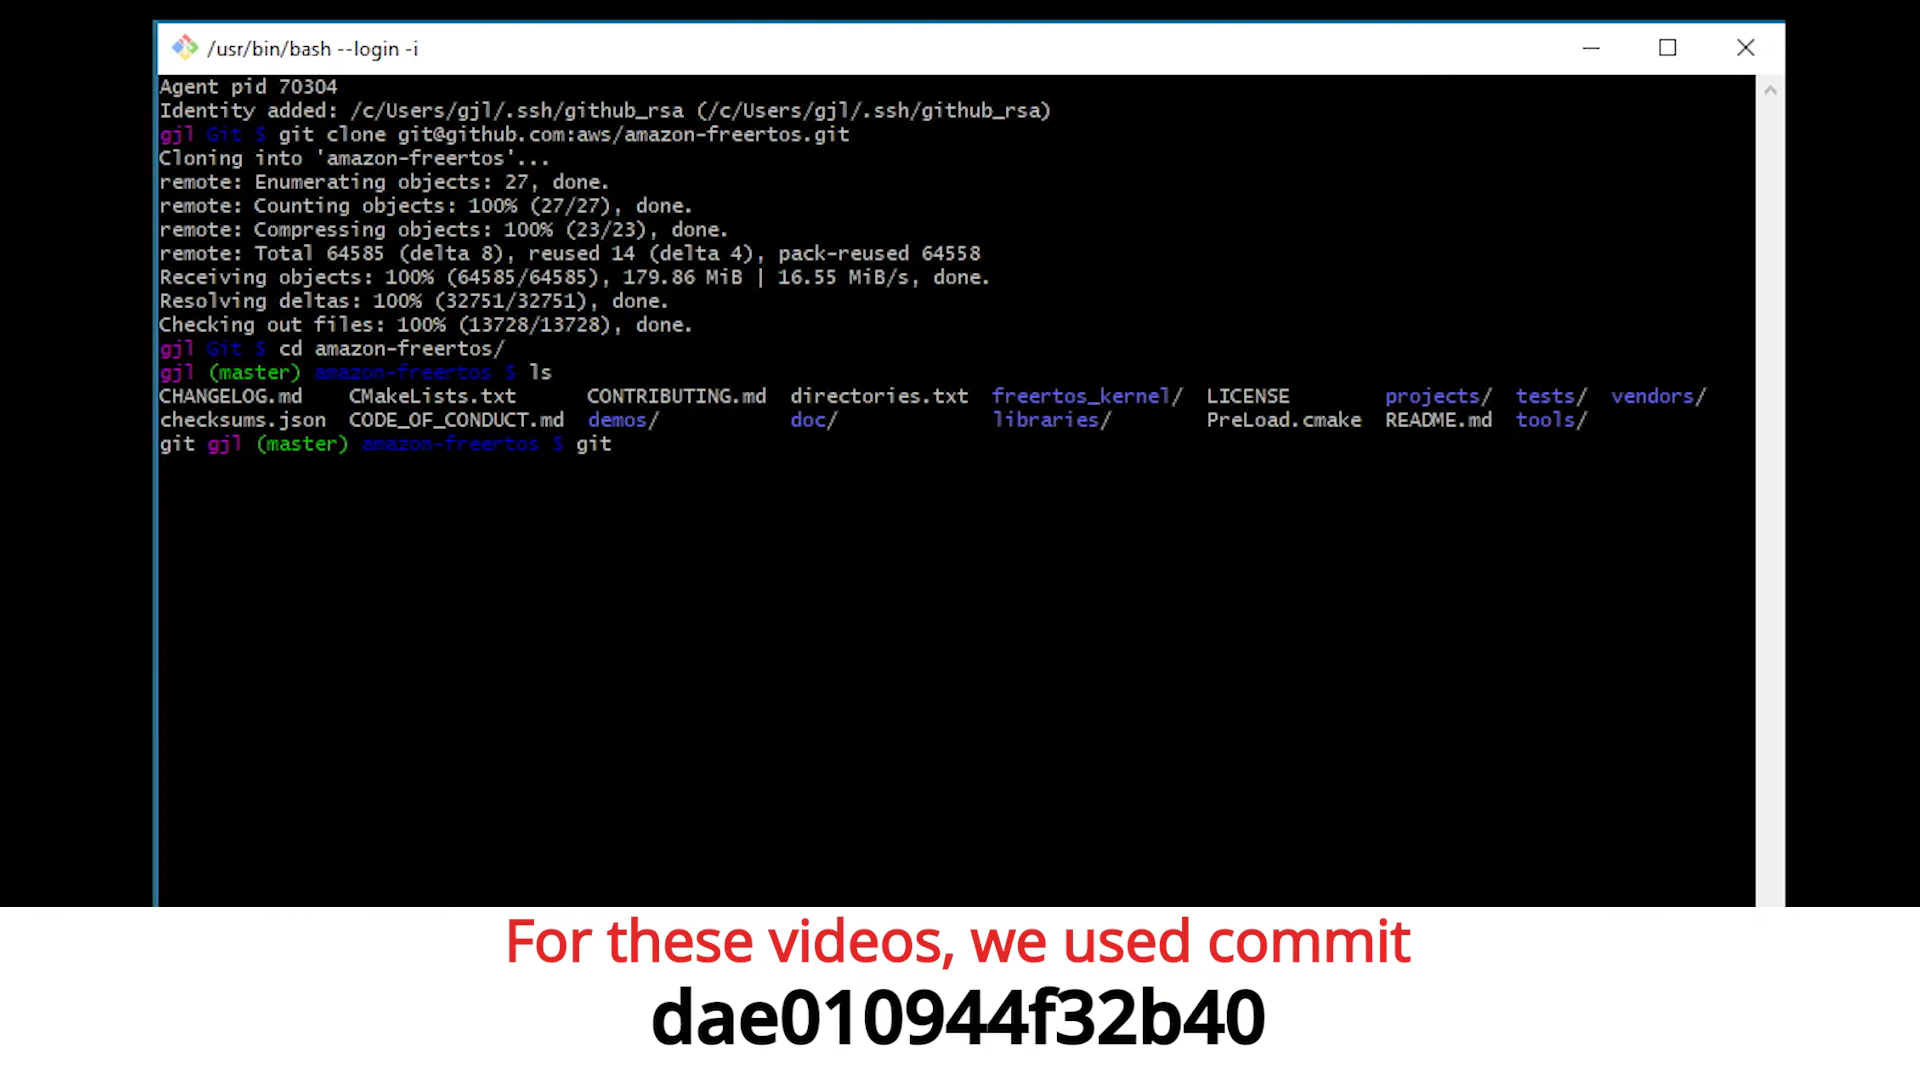 /usr/bin/bash --login -i
Agent pid 70304
Identity added: /c/Users/gjl/.ssh/github_rsa (/c/Users/gjl/.ssh/github_rsa)
gjl Git $ git clone git@github.com:aws/amazon-freertos.git
Cloning into 'amazon-freertos'...
remote: Enumerating objects: 27, done.
remote: Counting objects: 100% (27/27), done.
remote: Compressing objects: 100% (23/23), done.
remote: Total 64585 (delta 8), reused 14 (delta 4), pack-reused 64558
Receiving objects: 100% (64585/64585), 179.86 MiB | 16.55 MiB/s, done.
Resolving deltas: 100% (32751/32751), done.
Checking out files: 100% (13728/13728), done.
gjl Git $ cd amazon-freertos/
gjl (master) amazon-freertos $ ls
CHANGELOG.md CMakeLists.txt CONTRIBUTING.md directories.txt freertos_kernel/ LICENSE projects/ tests/ vendors/
checksums.json CODE_OF_CONDUCT.md demos/ doc/ libraries/ PreLoad.cmake README.md tools/
git gjl (master) amazon-freertos $ git
For these videos, we used commit
dae010944f32b40